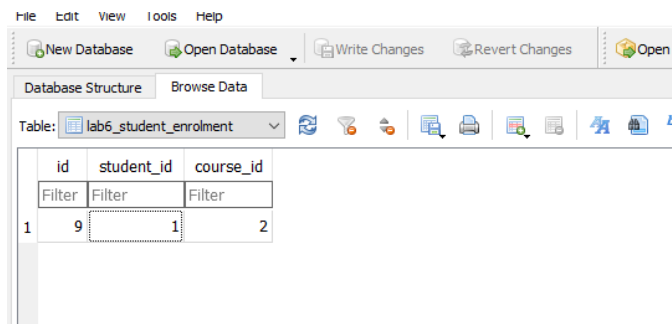 File Edit View Tools Help
New Database Open Database Write Changes Revert Changes Open
Database Structure Browse Data
Table: lab6_student_enrolment
id student_id course_id
Filter Filter Filter
1 9 1 2